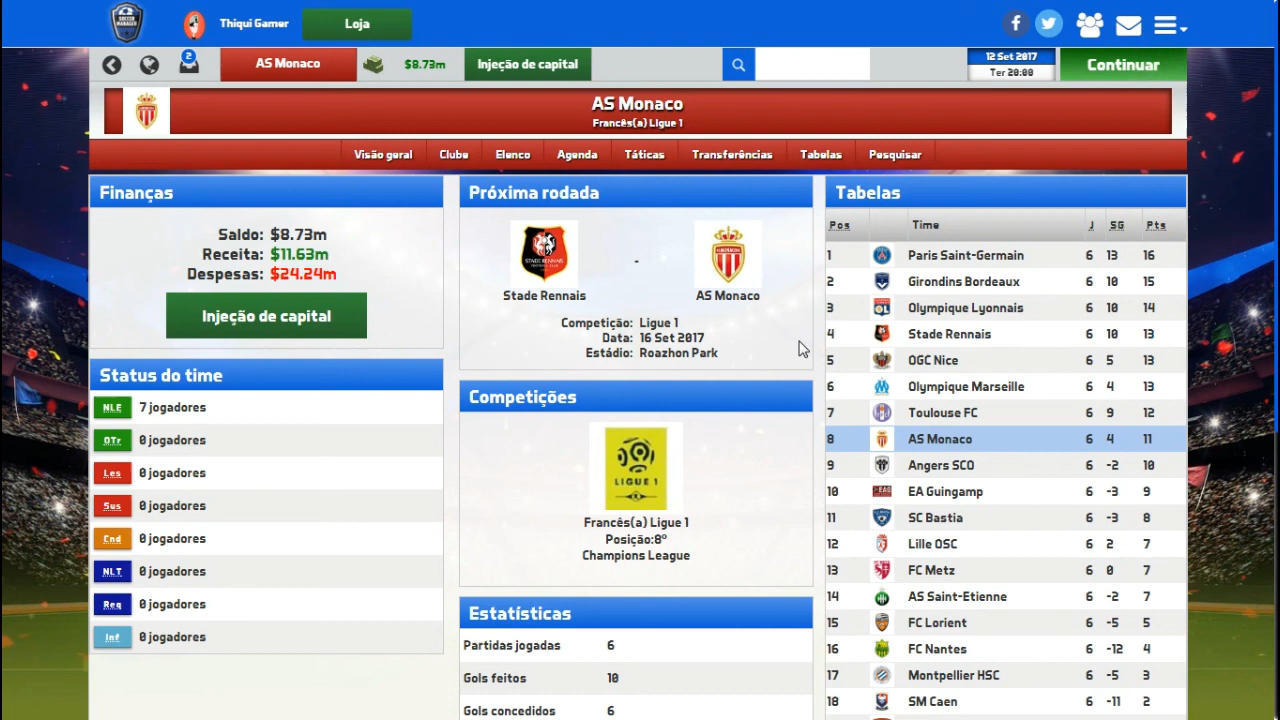 SOCCER MANAGER
Thiqui Gamer
Loja
2
AS Monaco
$8.73m
Injeção de capital
12 Set 2017
Ter 20:00
Continuar
AS Monaco
Francês(a) Ligue 1
Visão geral
Clube
Elenco
Agenda
Táticas
Transferências
Tabelas
Pesquisar
Finanças
Saldo: $8.73m
Receita: $11.63m
Despesas: $24.24m
Injeção de capital
Status do time
NLE 7 jogadores
OTr 0 jogadores
Les 0 jogadores
Sus 0 jogadores
Cnd 0 jogadores
NLT 0 jogadores
Req 0 jogadores
Inf 0 jogadores
Próxima rodada
-
Stade Rennais
AS Monaco
Competição: Ligue 1
Data: 16 Set 2017
Estádio: Roazhon Park
Competições
LIGUE 1
Francês(a) Ligue 1
Posição:8°
Champions League
Estatísticas
Partidas jogadas 6
Gols feitos 10
Gols concedidos 6
Tabelas
Pos Time J SG Pts
1 Paris Saint-Germain 6 13 16
2 Girondins Bordeaux 6 10 15
3 Olympique Lyonnais 6 10 14
4 Stade Rennais 6 10 13
5 OGC Nice 6 5 13
6 Olympique Marseille 6 4 13
7 Toulouse FC 6 9 12
8 AS Monaco 6 4 11
9 Angers SCO 6 -2 10
10 EA Guingamp 6 -3 9
11 SC Bastia 6 -3 8
12 Lille OSC 6 2 7
13 FC Metz 6 0 7
14 AS Saint-Etienne 6 -2 7
15 FC Lorient 6 -5 5
16 FC Nantes 6 -12 4
17 Montpellier HSC 6 -5 3
18 SM Caen 6 -11 2